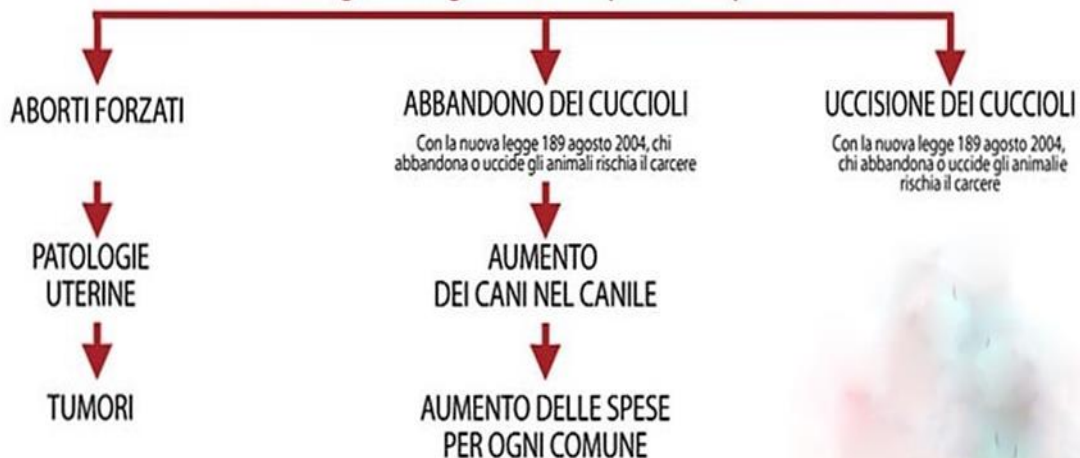 ABORTI FORZATI
PATOLOGIE
UTERINE
TUMORI
ABBANDONO DEI CUCCIOLI
Con la nuova legge 189 agosto 2004, chi
abbandona o uccide gli animali rischia il carcere
AUMENTO
DEI CANI NEL CANILE
AUMENTO DELLE SPESE
PER OGNI COMUNE
UCCISIONE DEI CUCCIOLI
Con la nuova legge 189 agosto 2004,
chi abbandona o uccide gli animalie
rischia il carcere